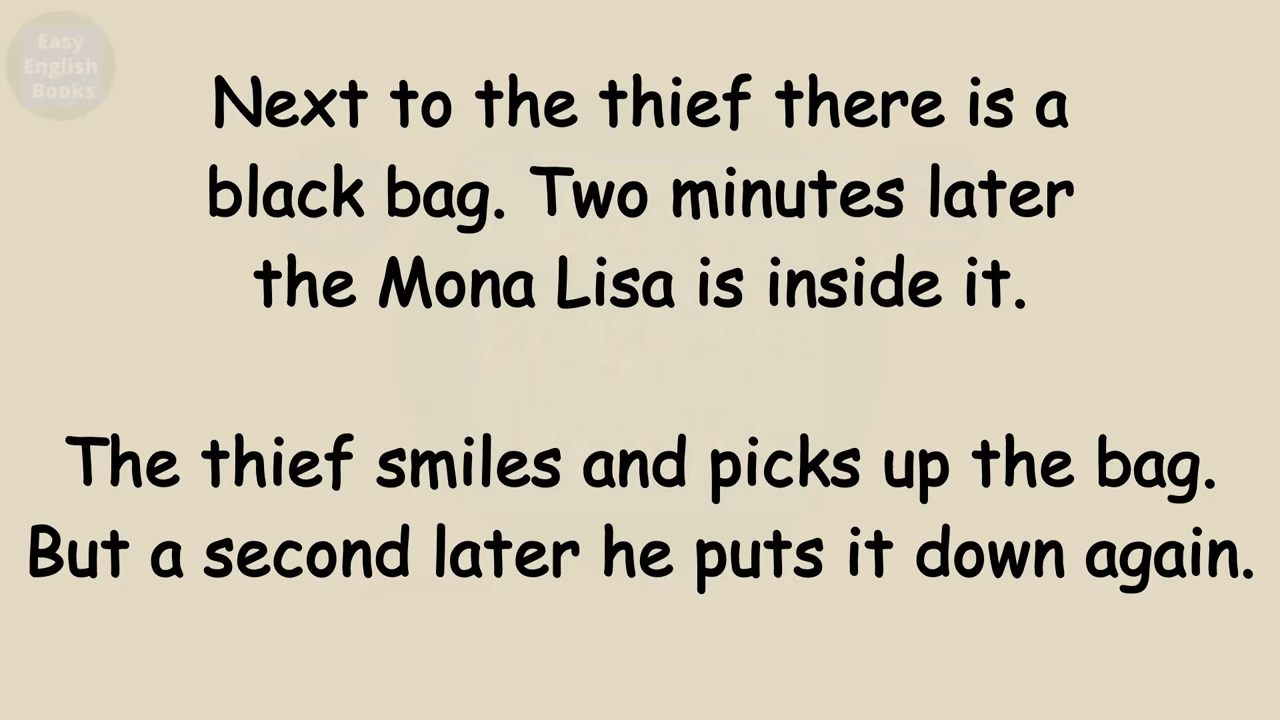 Easy
English
Books
Next to the thief there is a
black bag. Two minutes later
the Mona Lisa is inside it.
The thief smiles and picks up the bag.
But a second later he puts it down again.